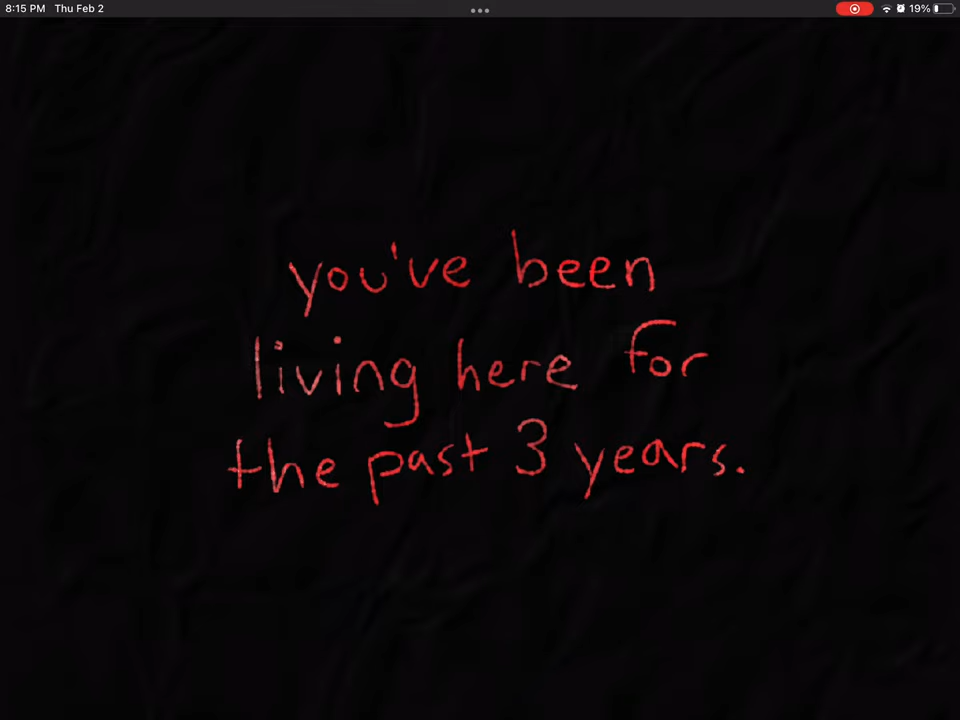 8:15 PM Thu Feb 2
19%
you've been
living here for
the past 3 years.